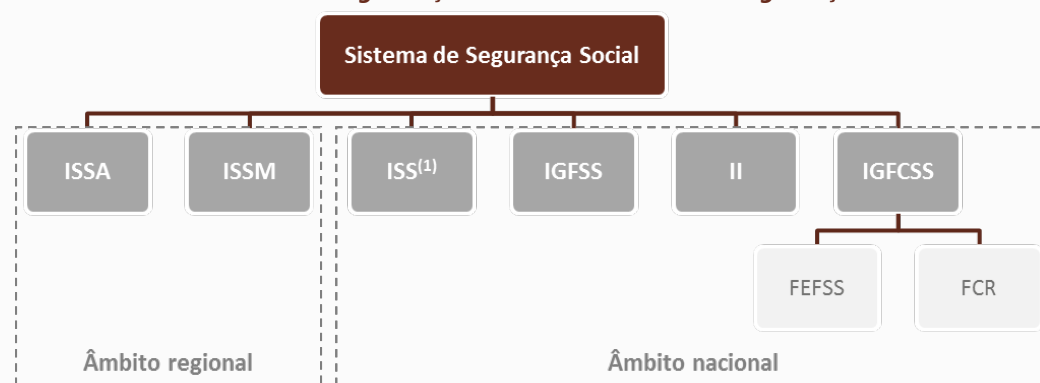 Sistema de Segurança Social
ISSA
ISSM
ISS(1)
IGFSS
II
IGFCSS
FEFSS
FCR
Âmbito regional
Âmbito nacional